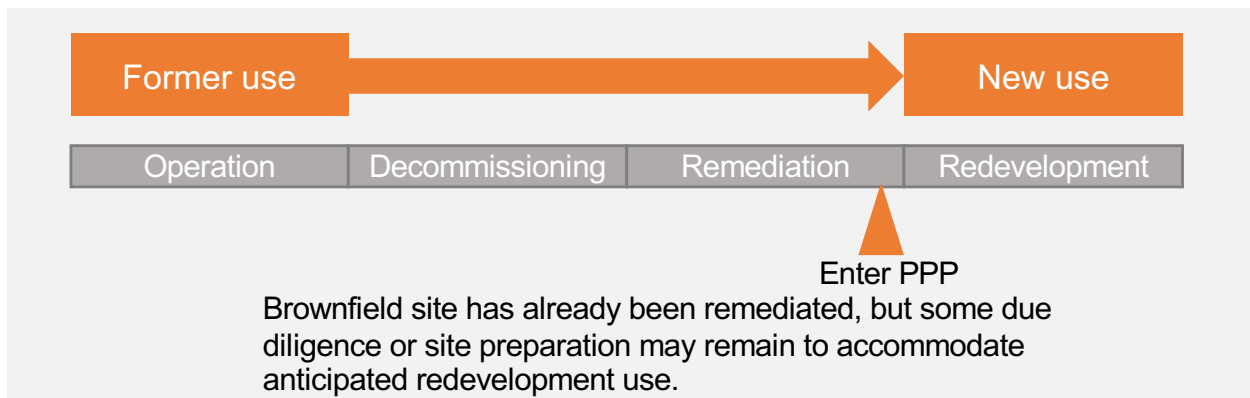 Former use
New use
Operation
Decommissioning
Remediation
Redevelopment
Enter PPP
Brownfield site has already been remediated, but some due
diligence or site preparation may remain to accommodate
anticipated redevelopment use.